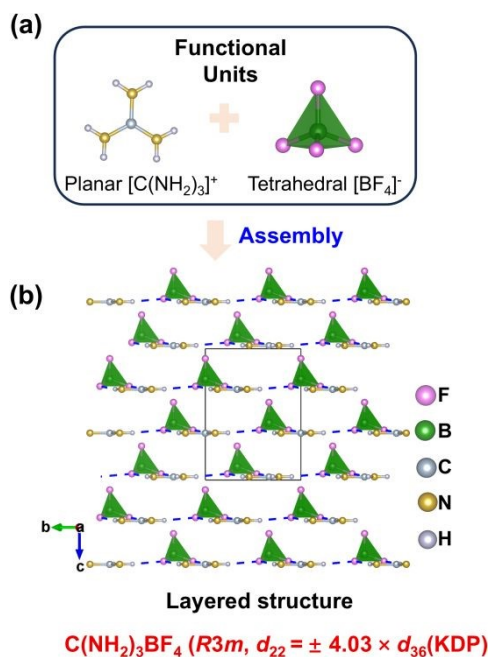 (a)
Functional
Units
Planar [C(NH₂)₃]⁺
Tetrahedral [BF₄]⁻
Assembly
(b)
F
B
C
N
H
b
a
c
Layered structure
C(NH₂)₃BF₄ (R3m, d₂₂ = ± 4.03 × d₃₆(KDP)